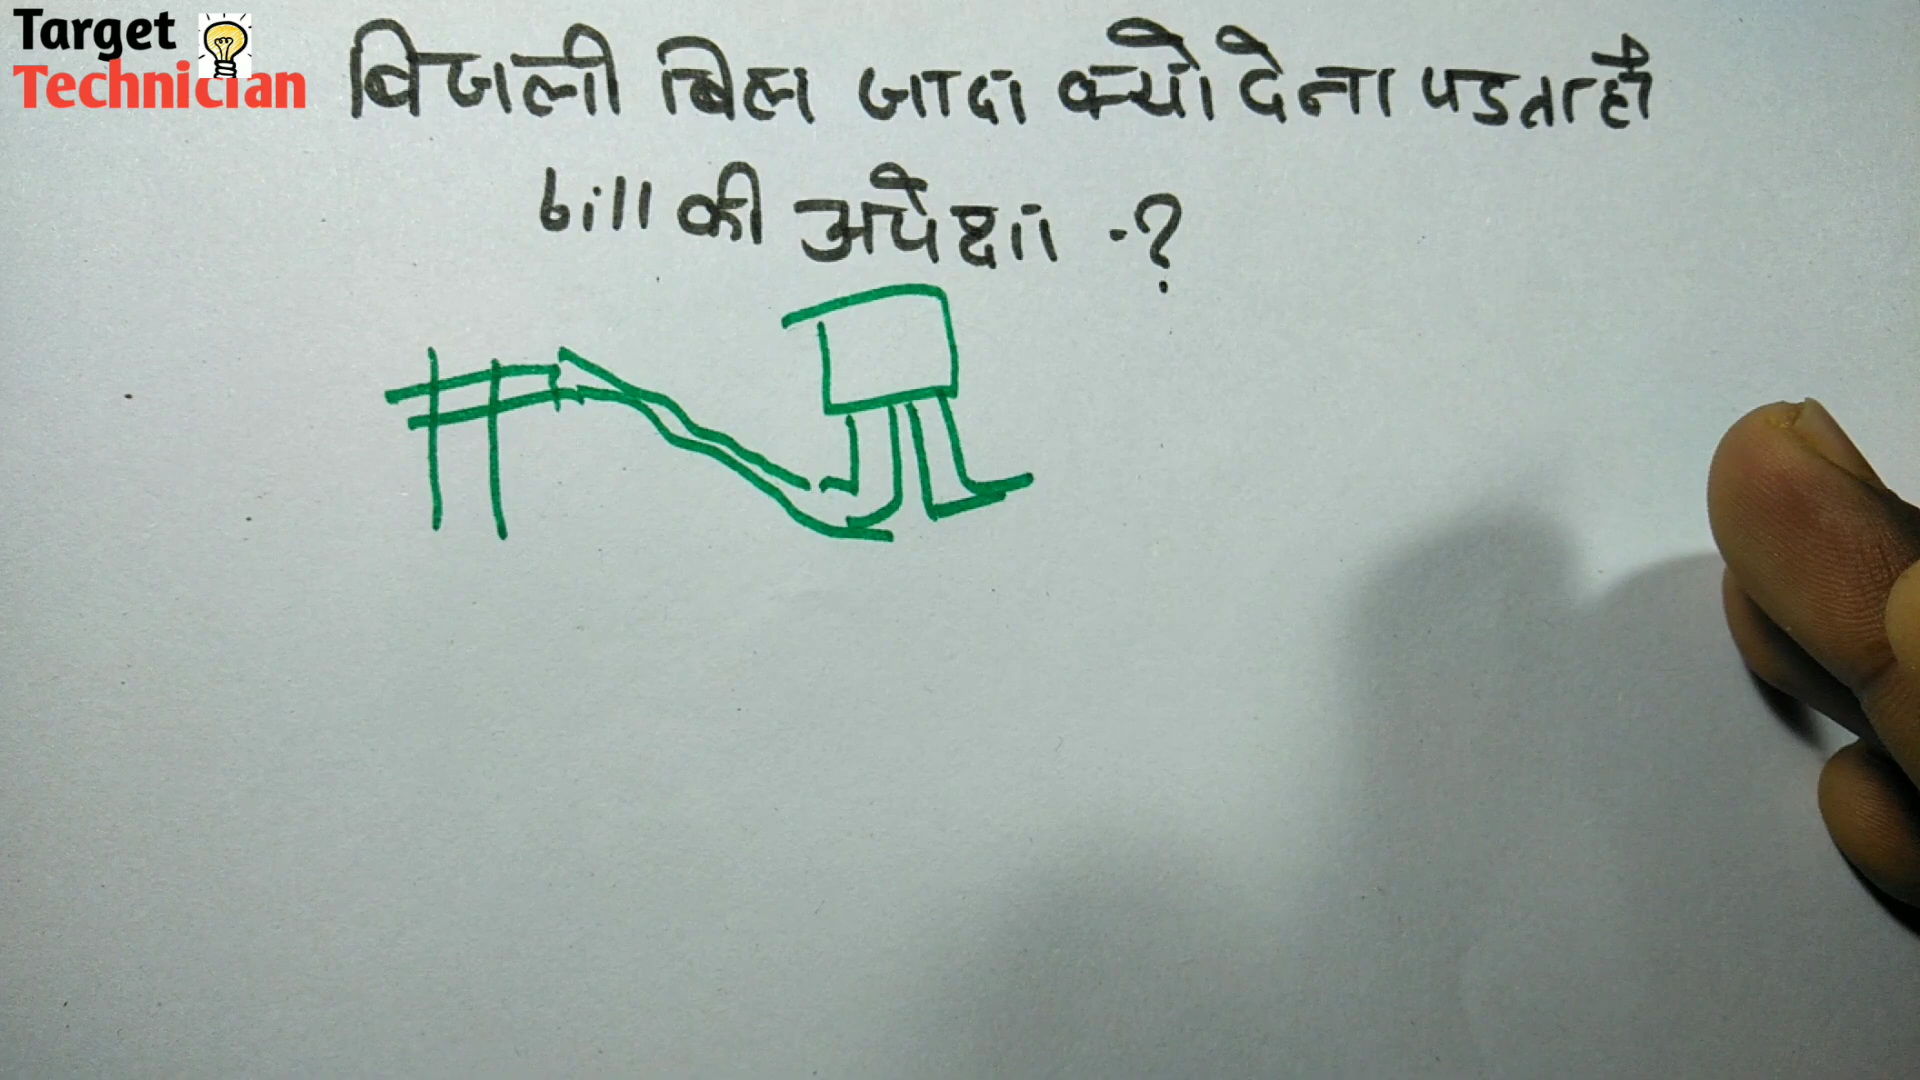 Target
Technician
बिजली बिल जादा क्यो देना पडता है
bill की अपेक्षा -?